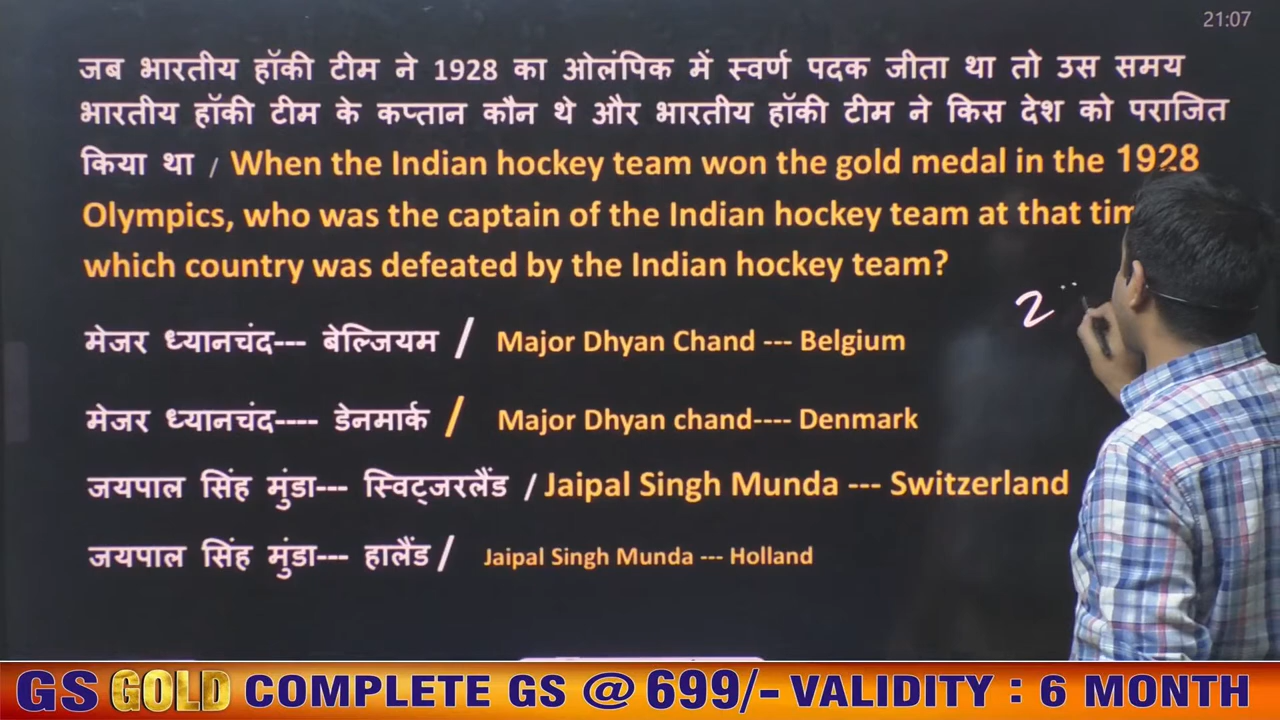 21:07
जब भारतीय हॉकी टीम ने 1928 का ओलंपिक में स्वर्ण पदक जीता था तो उस समय
भारतीय हॉकी टीम के कप्तान कौन थे और भारतीय हॉकी टीम ने किस देश को पराजित
किया था / When the Indian hockey team won the gold medal in the 1928
Olympics, who was the captain of the Indian hockey team at that
which country was defeated by the Indian hockey team?
2
मेजर ध्यानचंद--- बेल्जियम / Major Dhyan Chand --- Belgium
मेजर ध्यानचंद---- डेनमार्क / Major Dhyan chand---- Denmark
जयपाल सिंह मुंडा--- स्विट्जरलैंड / Jaipal Singh Munda --- Switzerland
जयपाल सिंह मुंडा--- हालैंड / Jaipal Singh Munda --- Holland
GS GOLD COMPLETE GS @ 699/- VALIDITY : 6 MONTH